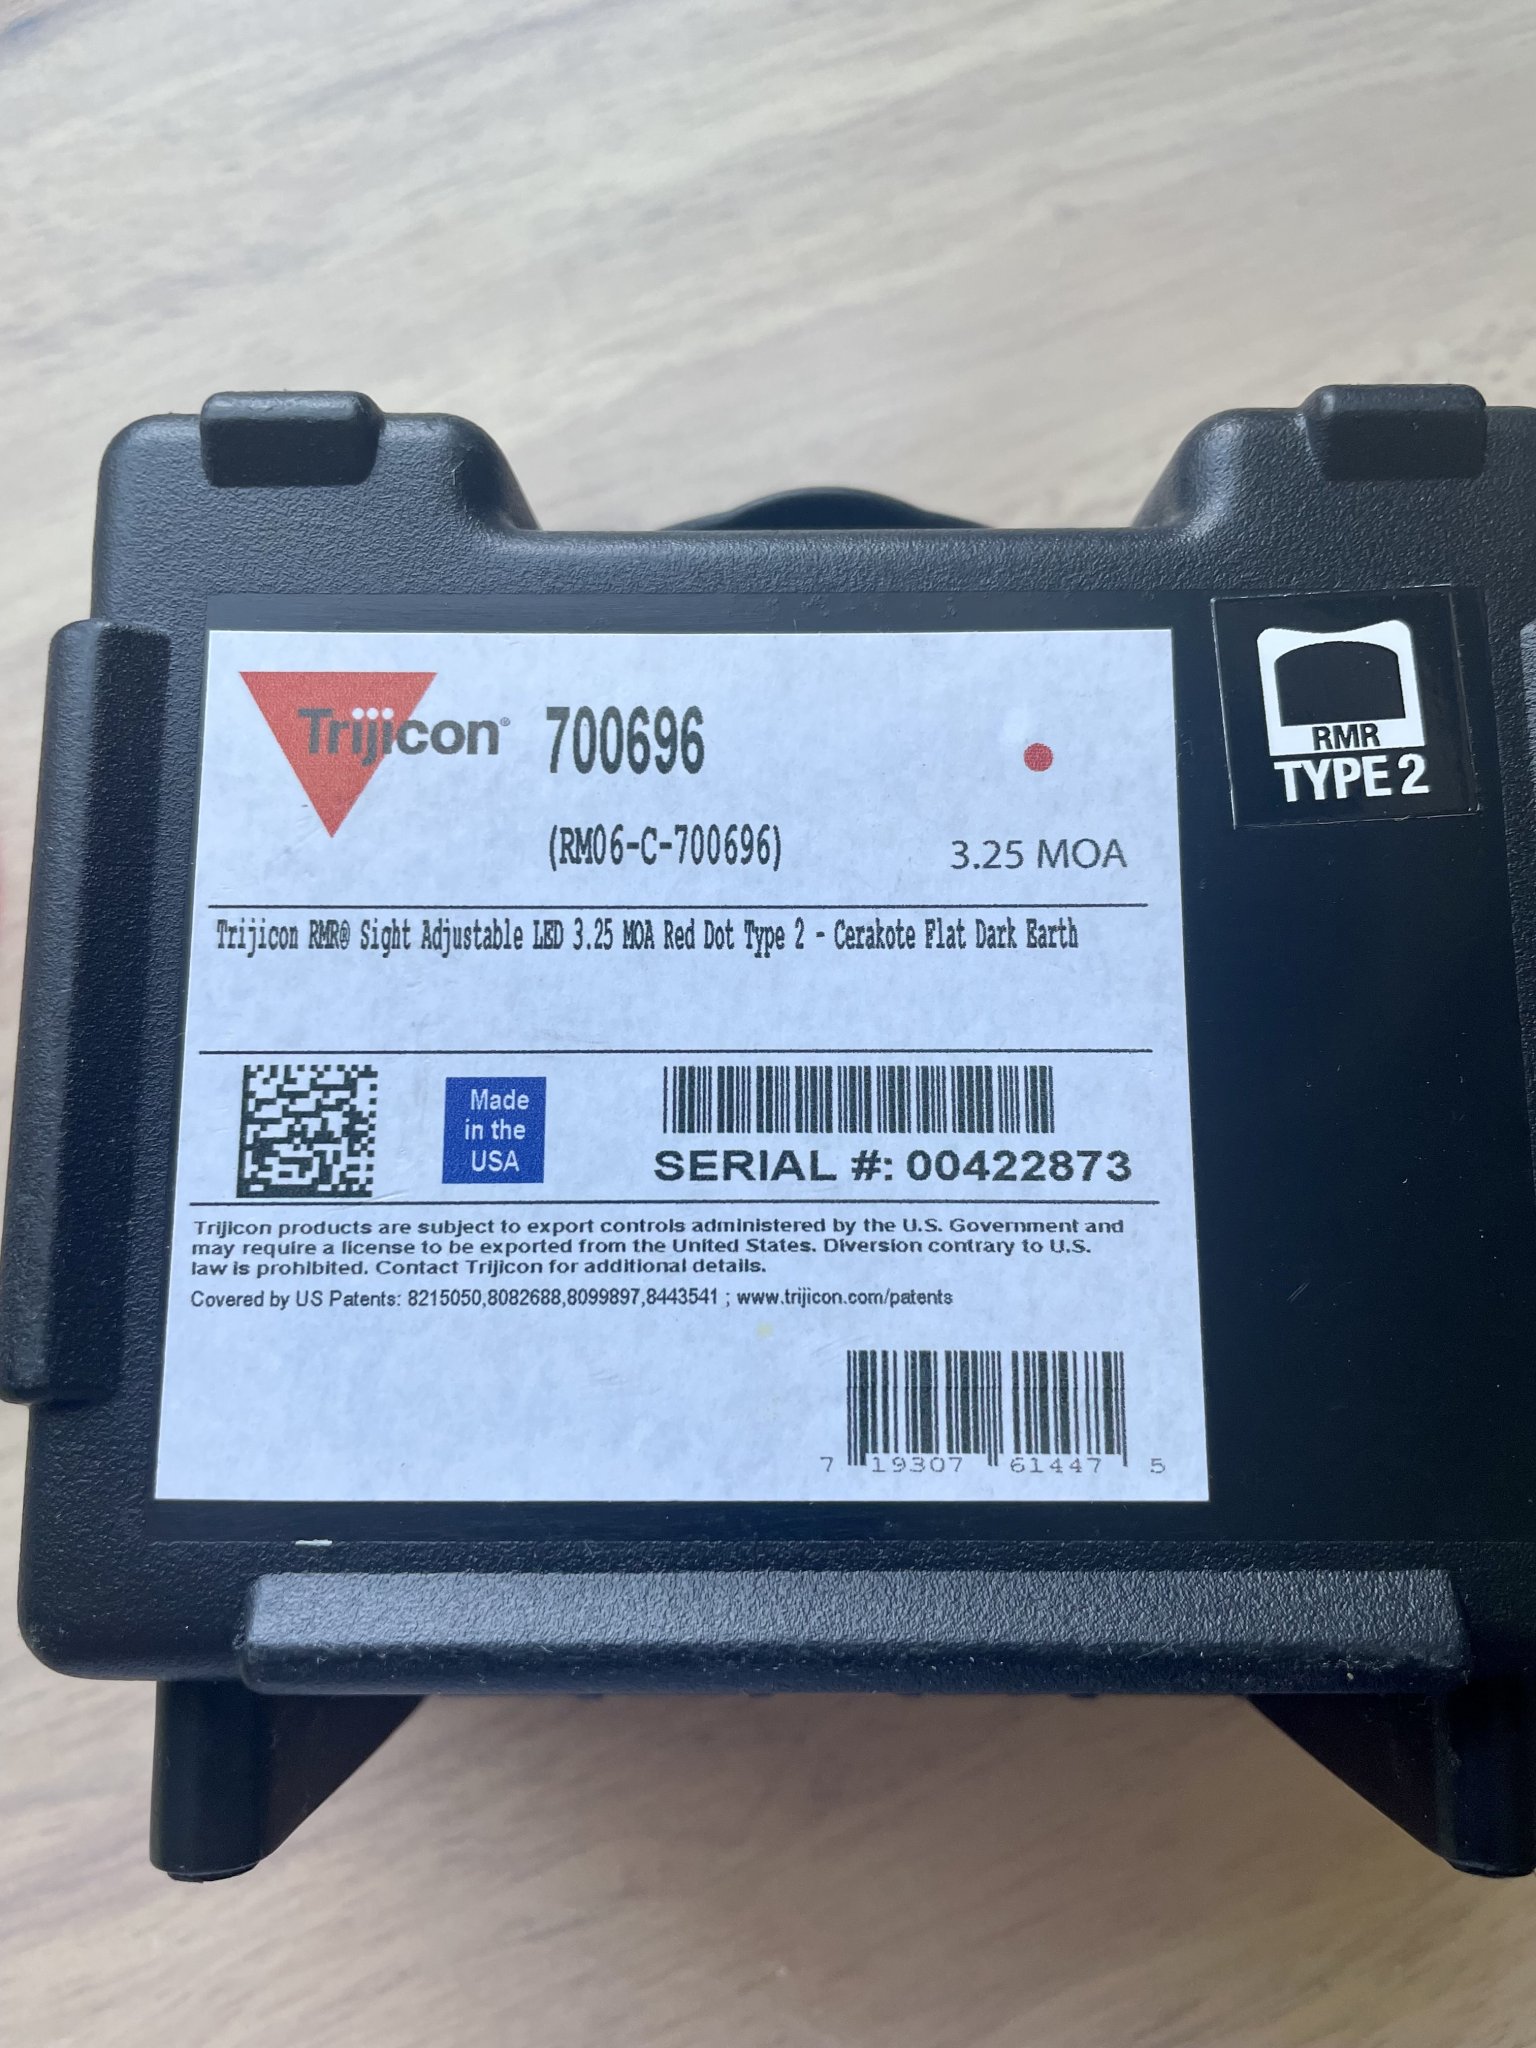 Trijicon® 700696
(RM06-C-700696)
3.25 MOA
RMR
TYPE 2
Trijicon RMR® Sight Adjustable LED 3.25 MOA Red Dot Type 2 - Cerakote Flat Dark Earth
Made
in the
USA
SERIAL #: 00422873
Trijicon products are subject to export controls administered by the U.S. Government and
may require a license to be exported from the United States. Diversion contrary to U.S.
law is prohibited. Contact Trijicon for additional details.
Covered by US Patents: 8215050,8082688,8099897,8443541 ; www.trijicon.com/patents
7 19307 61447 5